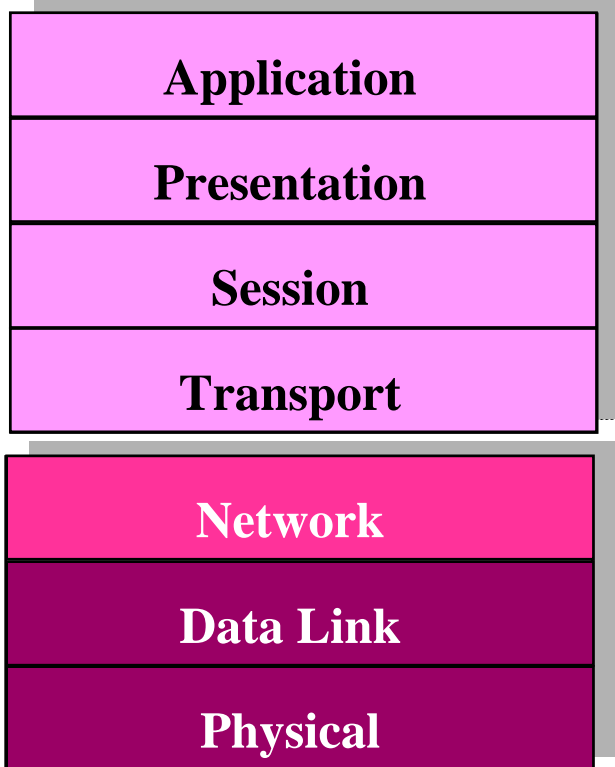 Application
Presentation
Session
Transport
Network
Data Link
Physical